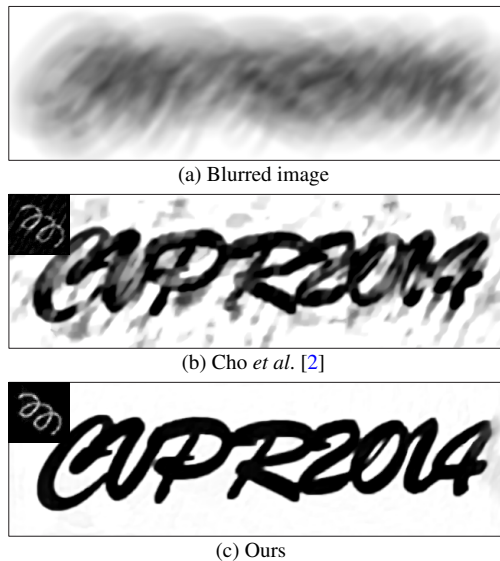 (a) Blurred image
CVPR2014
(b) Cho et al. [2]
CVPR2014
(c) Ours